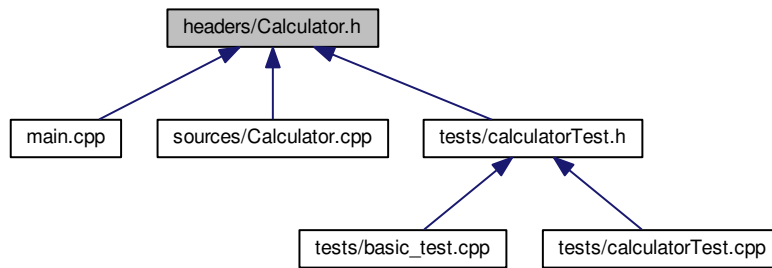 headers/Calculator.h
main.cpp
sources/Calculator.cpp
tests/calculatorTest.h
tests/basic_test.cpp
tests/calculatorTest.cpp